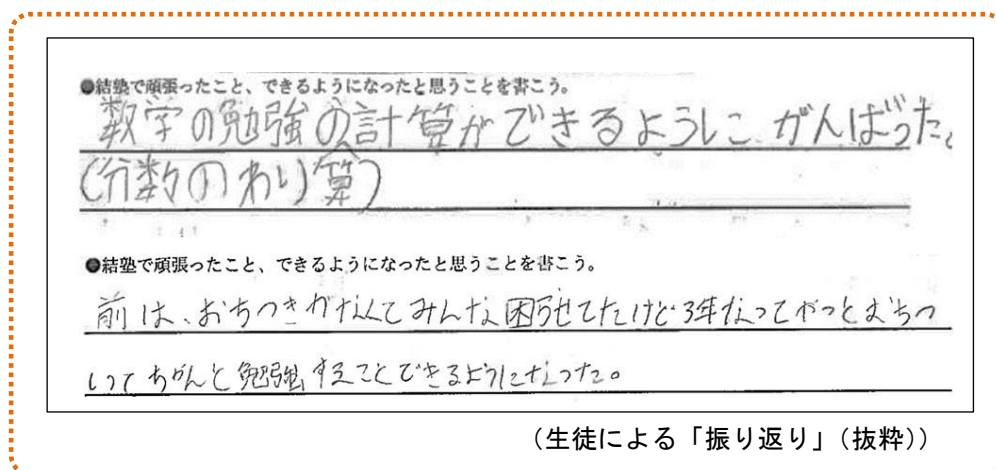 ●結塾で頑張ったこと、できるようになったと思うことを書こう。
数学の勉強の計算ができるように がんばった。
(分数のわり算)
●結塾で頑張ったこと、できるようになったと思うことを書こう。
前は、おちつきがなくてみんな困らせてたけど3年なってやっとおちつ
いってちゃんと勉強することできるようになった。
(生徒による「振り返り」(抜粋))